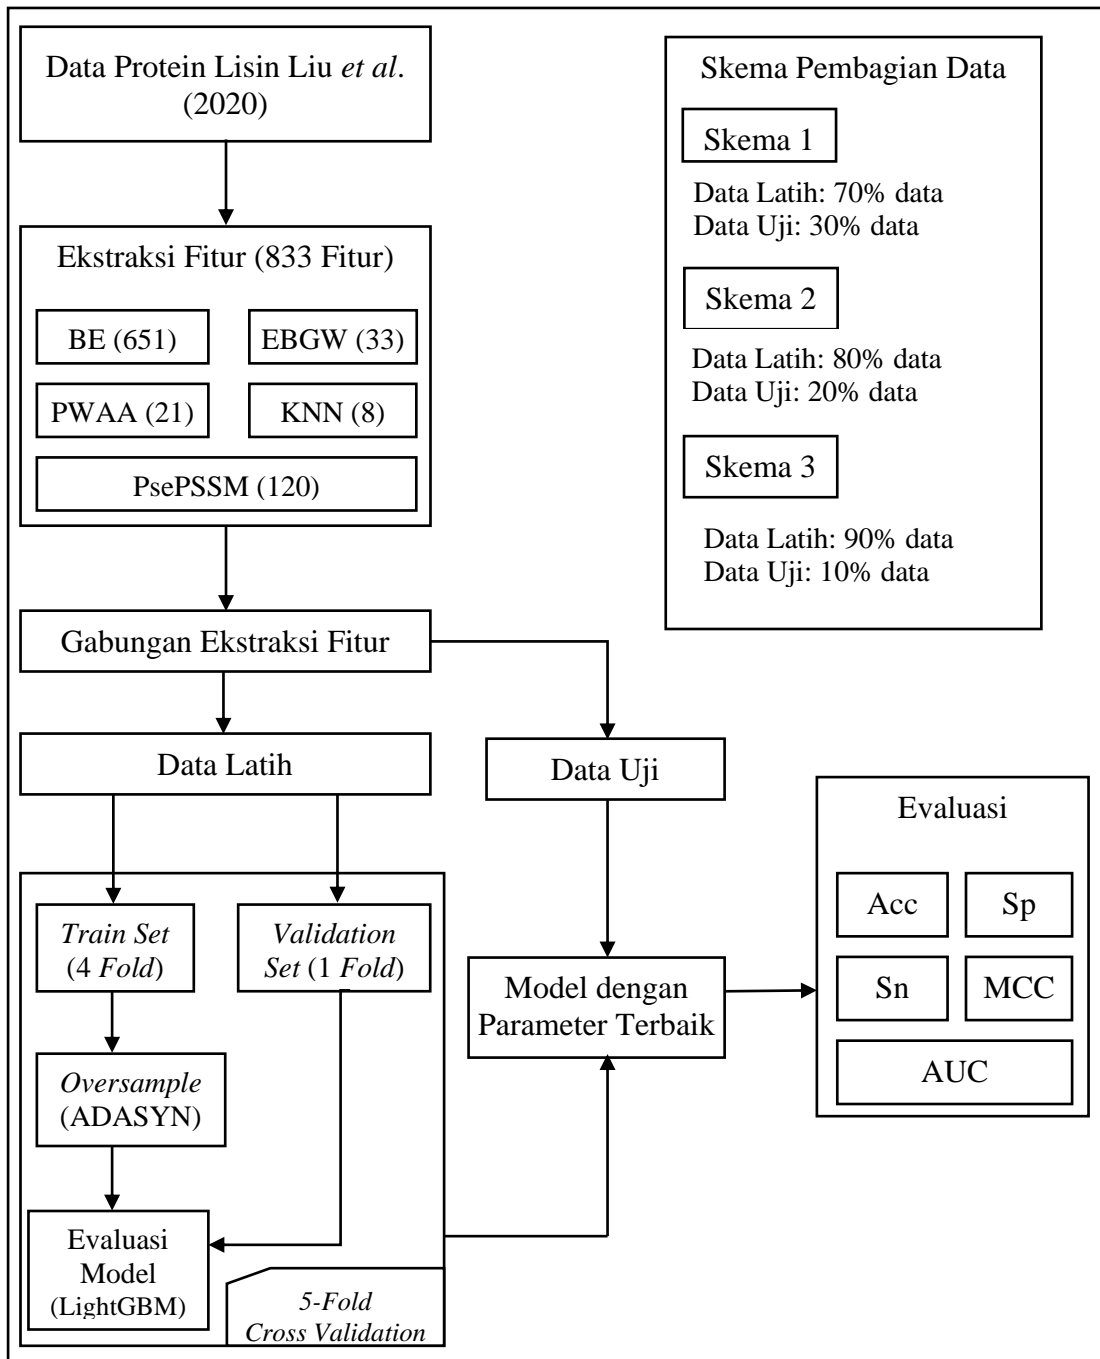 Data Protein Lisin Liu et al.
(2020)
Ekstraksi Fitur (833 Fitur)
BE (651)
EBGW (33)
PWAA (21)
KNN (8)
PsePSSM (120)
Gabungan Ekstraksi Fitur
Skema Pembagian Data
Skema 1
Data Latih: 70% data
Data Uji: 30% data
Skema 2
Data Latih: 80% data
Data Uji: 20% data
Skema 3
Data Latih: 90% data
Data Uji: 10% data
Data Latih
Data Uji
Train Set
(4 Fold)
Validation
Set (1 Fold)
Oversample
(ADASYN)
Evaluasi
Model
(LightGBM)
5-Fold
Cross Validation
Model dengan
Parameter Terbaik
Evaluasi
Acc
Sp
Sn
MCC
AUC